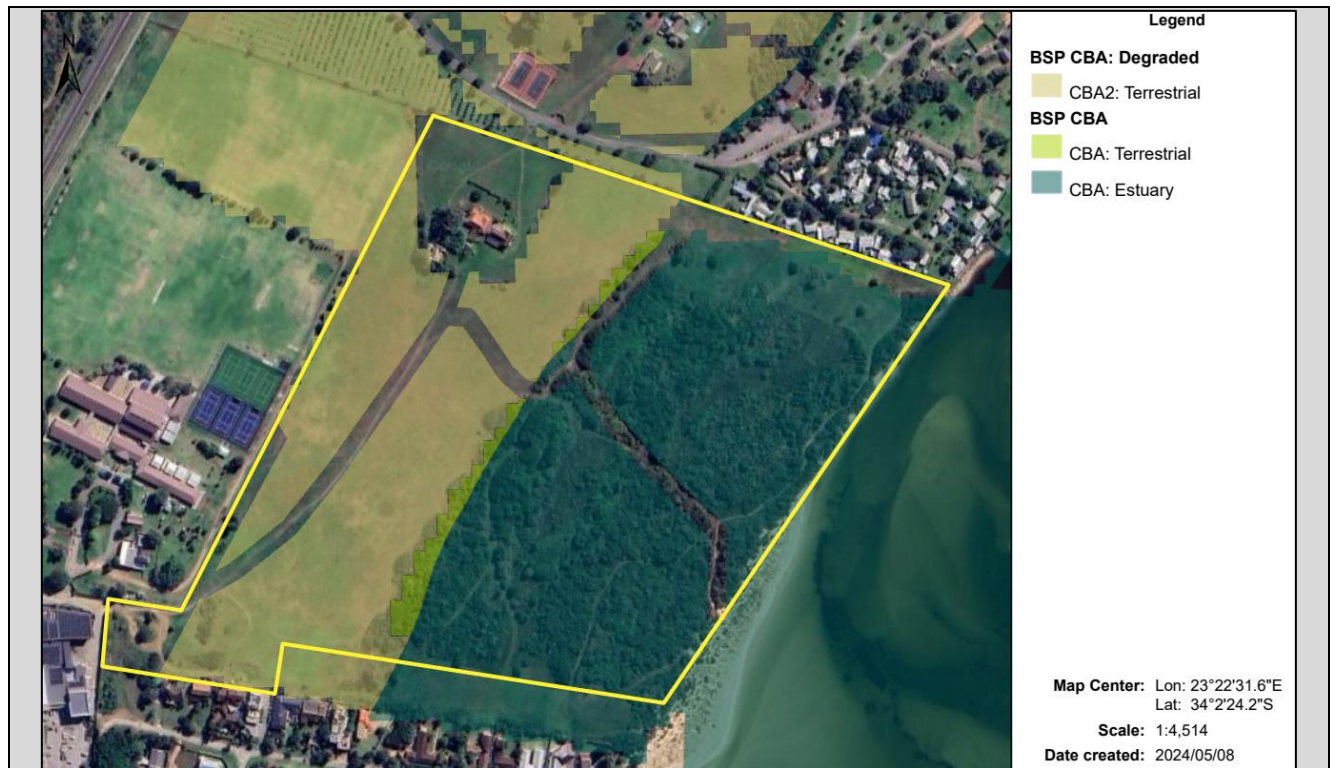 N
Legend
BSP CBA: Degraded
CBA2: Terrestrial
BSP CBA
CBA: Terrestrial
CBA: Estuary
Map Center: Lon: 23°22'31.6"E
Lat: 34°2'24.2"S
Scale: 1:4,514
Date created: 2024/05/08